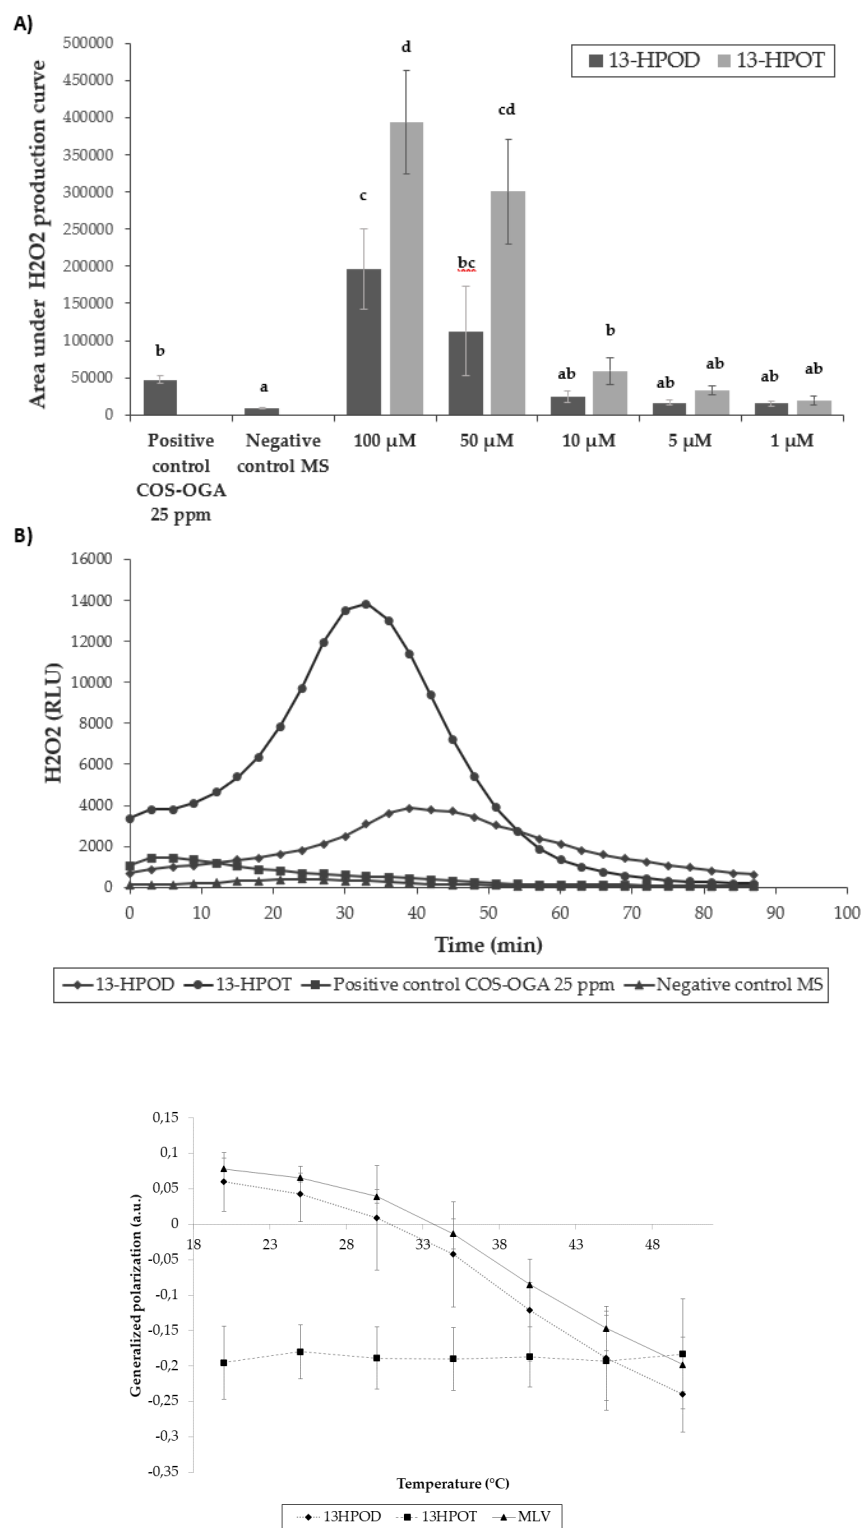 A)
Area under H2O2 production curve
500000
450000
400000
350000
300000
250000
200000
150000
100000
50000
0
13-HPOD 13-HPOT
b
a
c
d
bc
cd
ab
b
ab
ab
ab
ab
Positive control COS-OGA 25 ppm
Negative control MS
100 µM
50 µM
10 µM
5 µM
1 µM
B)
H2O2 (RLU)
16000
14000
12000
10000
8000
6000
4000
2000
0
0 10 20 30 40 50 60 70 80 90 100
Time (min)
13-HPOD 13-HPOT Positive control COS-OGA 25 ppm Negative control MS
Generalized polarization (a.u.)
0,15
0,1
0,05
0
-0,05
-0,1
-0,15
-0,2
-0,25
-0,3
-0,35
18 23 28 33 38 43 48
Temperature (°C)
13HPOD 13HPOT MLV